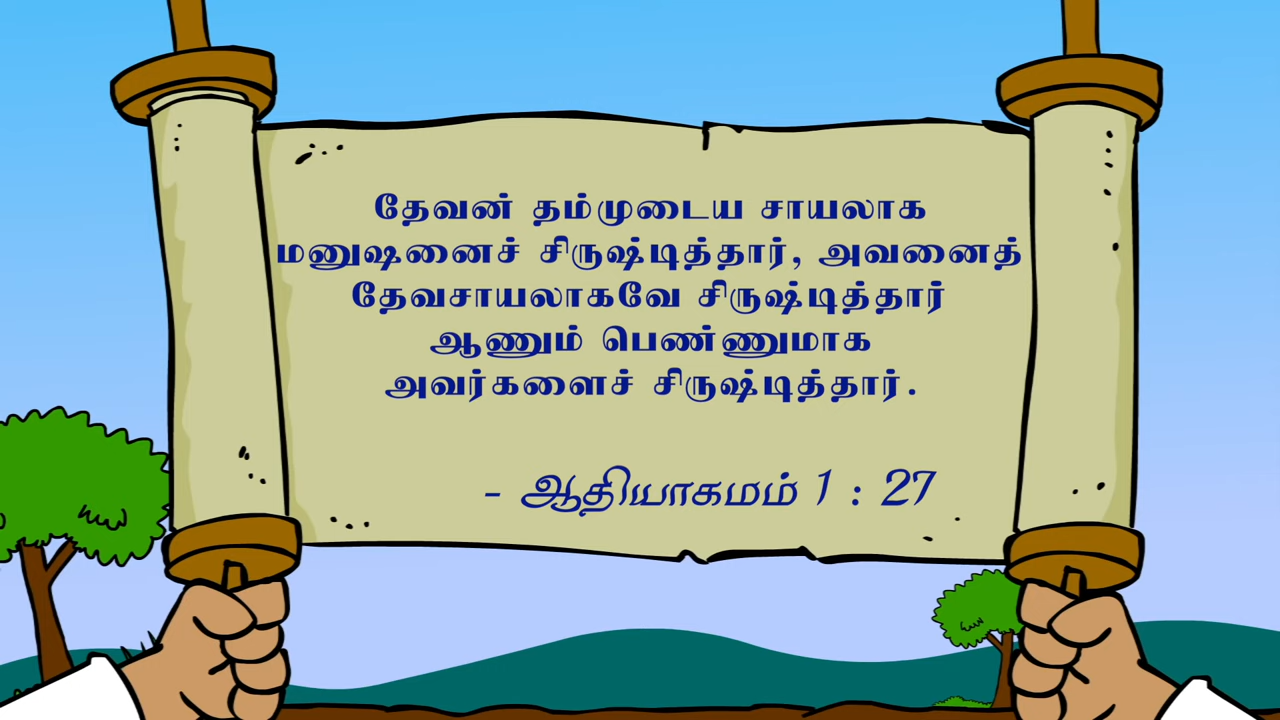 தேவன் தம்முடைய சாயலாக
மனுஷனைச் சிருஷ்டித்தார், அவனைத்
தேவசாயலாகவே சிருஷ்டித்தார்
ஆணும் பெண்ணுமாக
அவர்களைச் சிருஷ்டித்தார்.
- ஆதியாகமம் 1 : 27